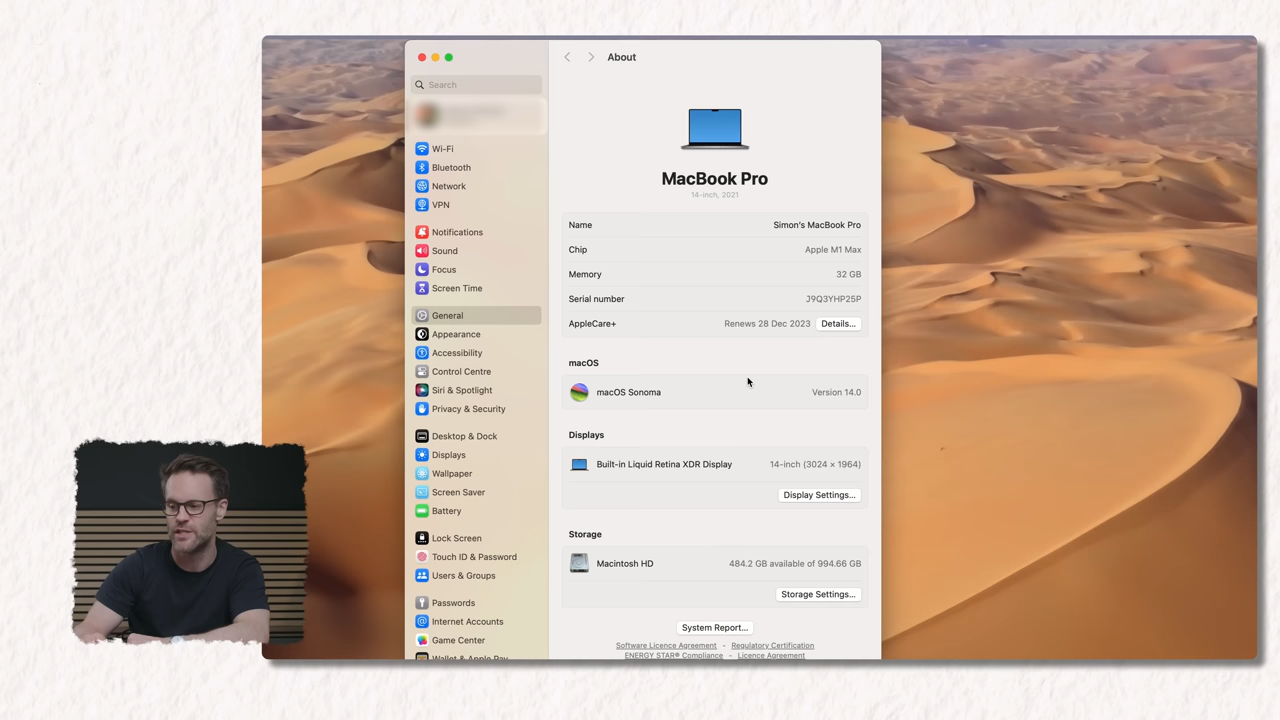 Search
Wi-Fi
Bluetooth
Network
VPN
Notifications
Sound
Focus
Screen Time
General
Appearance
Accessibility
Control Centre
Siri & Spotlight
Privacy & Security
Desktop & Dock
Displays
Wallpaper
Screen Saver
Battery
Lock Screen
Touch ID & Password
Users & Groups
Passwords
Internet Accounts
Game Center
Wallet & Apple Pay
About
MacBook Pro
14-inch, 2021
Name Simon's MacBook Pro
Chip Apple M1 Max
Memory 32 GB
Serial number J9Q3YHP25P
AppleCare+ Renews 28 Dec 2023 Details...
macOS
macOS Sonoma Version 14.0
Displays
Built-in Liquid Retina XDR Display 14-inch (3024 × 1964)
Display Settings...
Storage
Macintosh HD 484.2 GB available of 994.66 GB
Storage Settings...
System Report...
Software Licence Agreement - Regulatory Certification
ENERGY STAR® Compliance - Licence Agreement